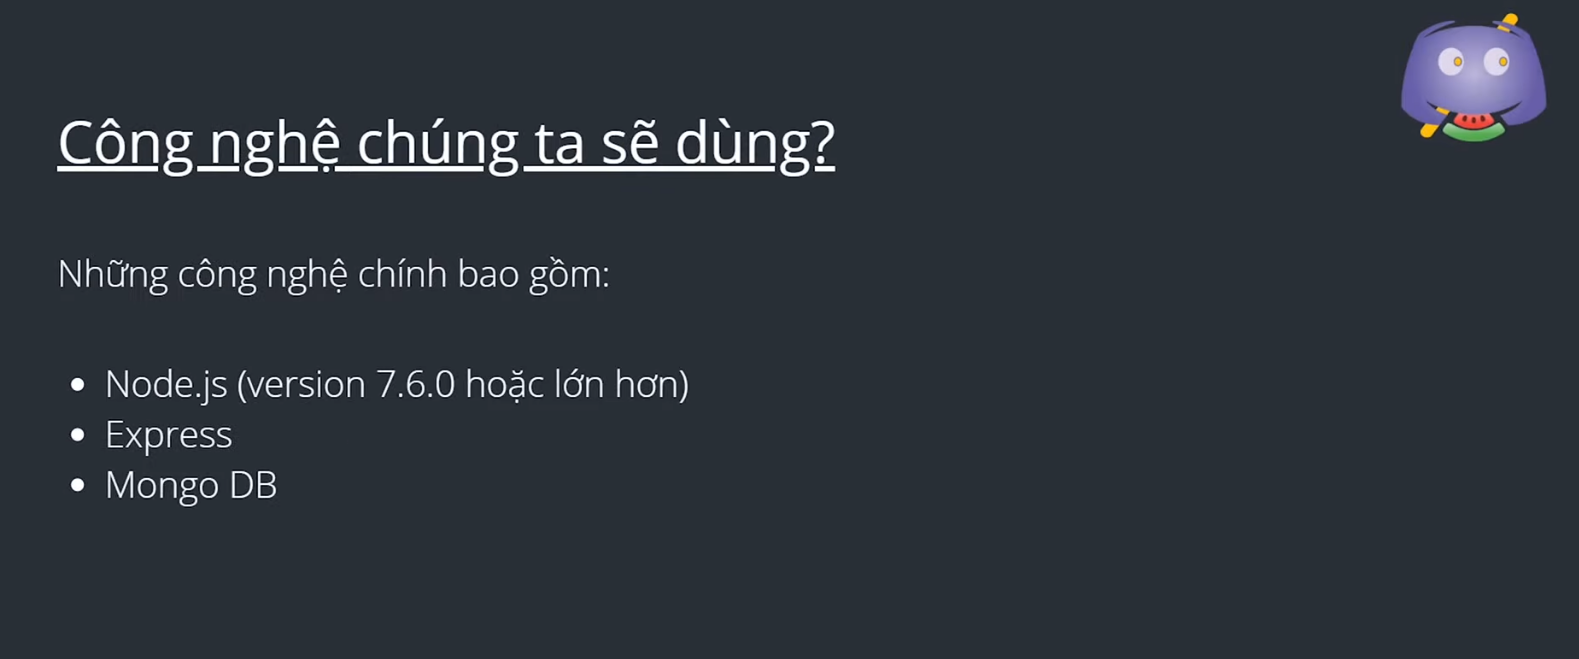 Công nghệ chúng ta sẽ dùng?
Những công nghệ chính bao gồm:
Node.js (version 7.6.0 hoặc lớn hơn)
Express
Mongo DB